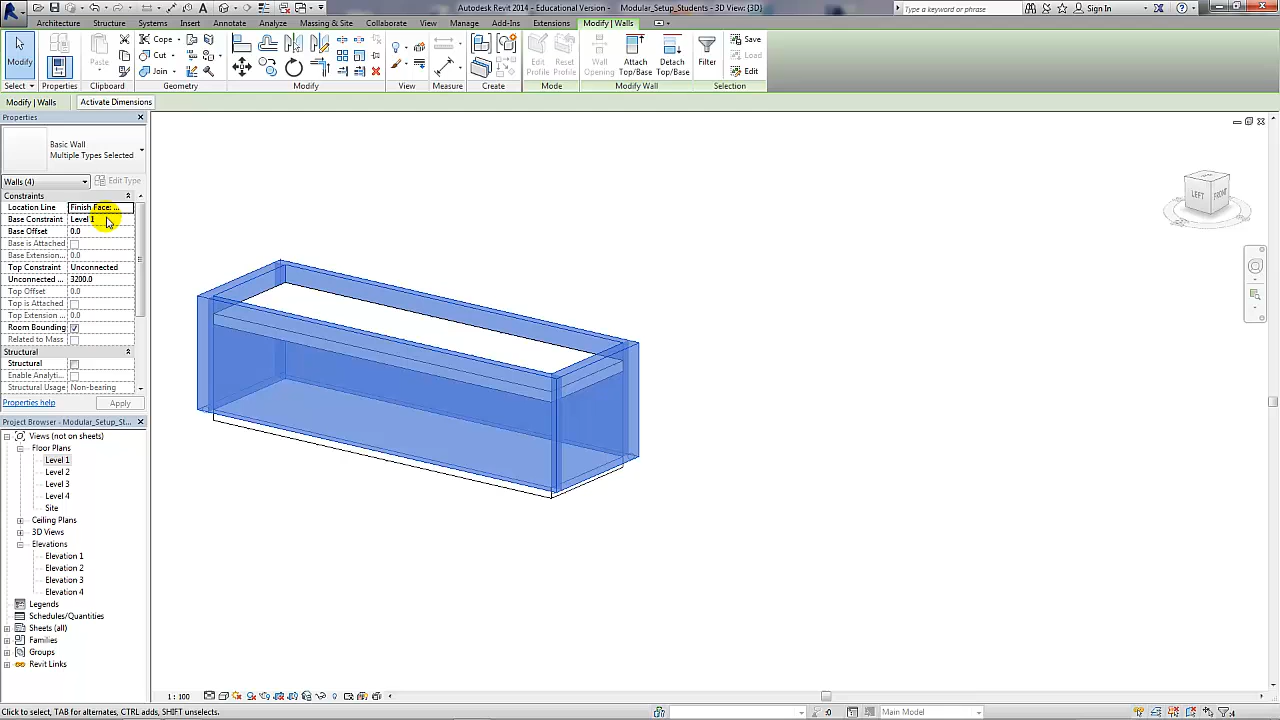 Autodesk Revit 2014 - Educational Version - Modular_Setup_Students - 3D View: {3D}
Type a keyword or phrase
Sign In
Architecture Structure Systems Insert Annotate Analyze Massing & Site Collaborate View Manage Add-Ins Extensions Modify | Walls
Modify
Paste
Cope
Cut
Join
Edit Profile
Reset Profile
Wall Opening
Attach Top/Base
Detach Top/Base
Filter
Save
Load
Edit
Select Properties Clipboard Geometry Modify View Measure Create Mode Modify Wall Selection
Modify | Walls Activate Dimensions
Properties
Basic Wall
Multiple Types Selected
Walls (4) Edit Type
Constraints
Location Line Finish Face: ...
Base Constraint Level 1
Base Offset 0.0
Base is Attached
Base Extension... 0.0
Top Constraint Unconnected
Unconnected ... 3200.0
Top Offset 0.0
Top is Attached
Top Extension ... 0.0
Room Bounding
Related to Mass
Structural
Structural
Enable Analyti...
Structural Usage Non-bearing
Properties help Apply
Project Browser - Modular_Setup_St...
Views (not on sheets)
Floor Plans
Level 1
Level 2
Level 3
Level 4
Site
Ceiling Plans
3D Views
Elevations
Elevation 1
Elevation 2
Elevation 3
Elevation 4
Legends
Schedules/Quantities
Sheets (all)
Families
Groups
Revit Links
LEFT FRONT
1 : 100
Click to select, TAB for alternates, CTRL adds, SHIFT unselects.
:0
Main Model
:4